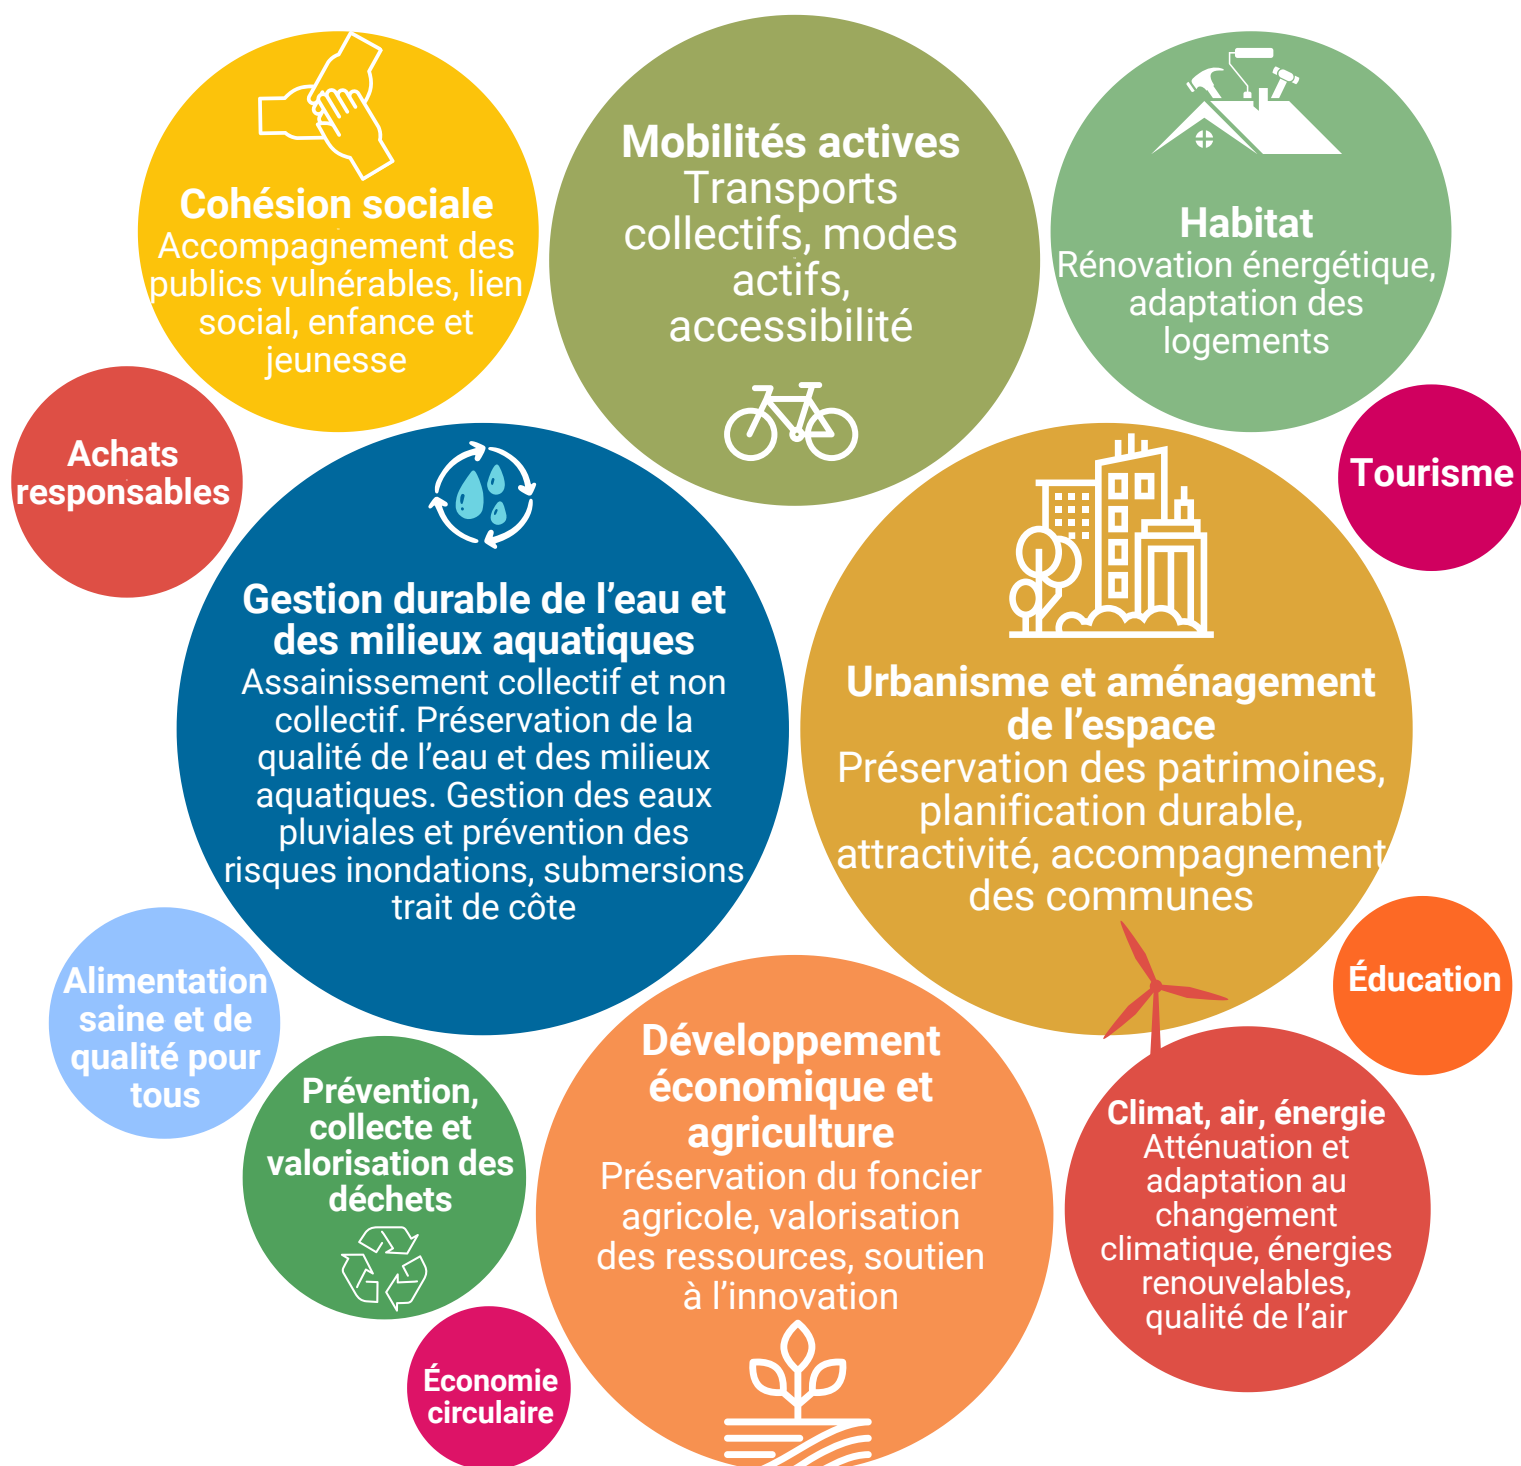 Cohésion sociale
Accompagnement des
publics vulnérables, lien
social, enfance et
jeunesse
Mobilités actives
Transports
collectifs, modes
actifs,
accessibilité
Habitat
Rénovation énergétique,
adaptation des
logements
Achats
responsables
Tourisme
Gestion durable de l’eau et
des milieux aquatiques
Assainissement collectif et non
collectif. Préservation de la
qualité de l’eau et des milieux
aquatiques. Gestion des eaux
pluviales et prévention des
risques inondations, submersions
trait de côte
Urbanisme et aménagement
de l’espace
Préservation des patrimoines,
planification durable,
attractivité, accompagnement
des communes
Alimentation
saine et de
qualité pour
tous
Éducation
Prévention,
collecte et
valorisation des
déchets
Développement
économique et
agriculture
Préservation du foncier
agricole, valorisation
des ressources, soutien
à l’innovation
Climat, air, énergie
Atténuation et
adaptation au
changement
climatique, énergies
renouvelables,
qualité de l’air
Économie
circulaire